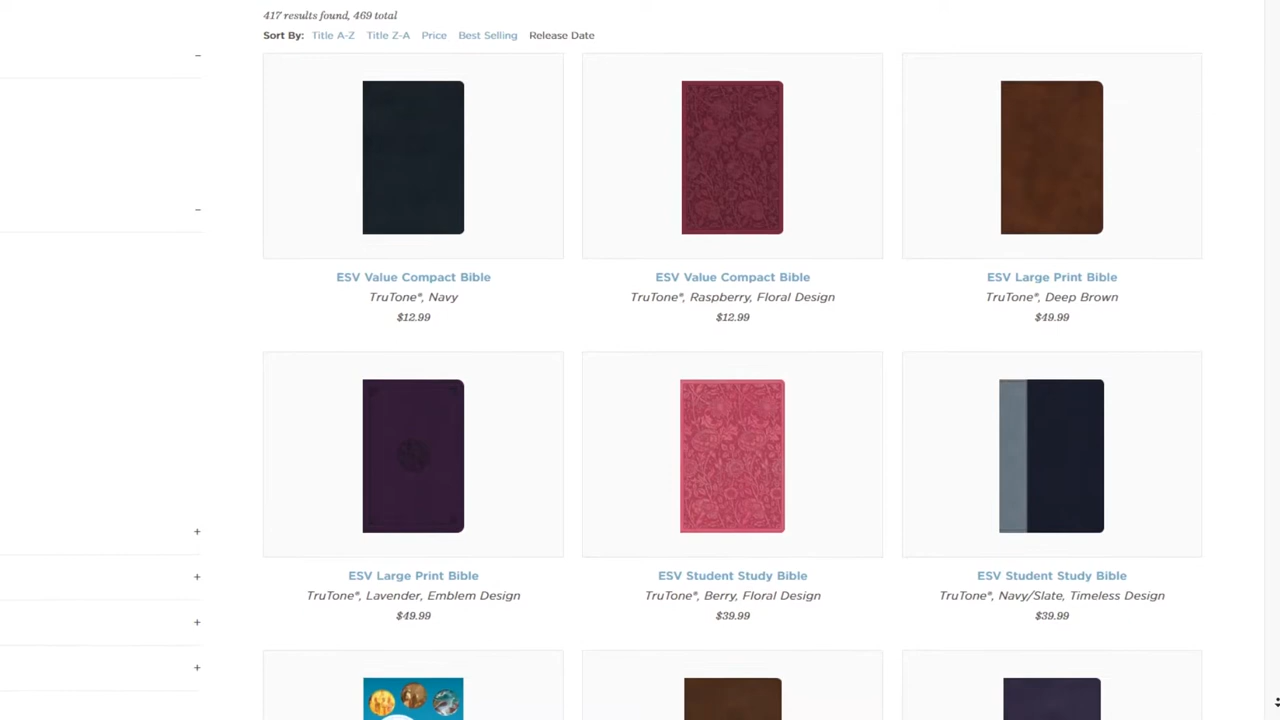 417 results found, 469 total
Sort By: Title A-Z Title Z-A Price Best Selling Release Date
ESV Value Compact Bible
TruTone®, Navy
$12.99
ESV Value Compact Bible
TruTone®, Raspberry, Floral Design
$12.99
ESV Large Print Bible
TruTone®, Deep Brown
$49.99
ESV Large Print Bible
TruTone®, Lavender, Emblem Design
$49.99
ESV Student Study Bible
TruTone®, Berry, Floral Design
$39.99
ESV Student Study Bible
TruTone®, Navy/Slate, Timeless Design
$39.99